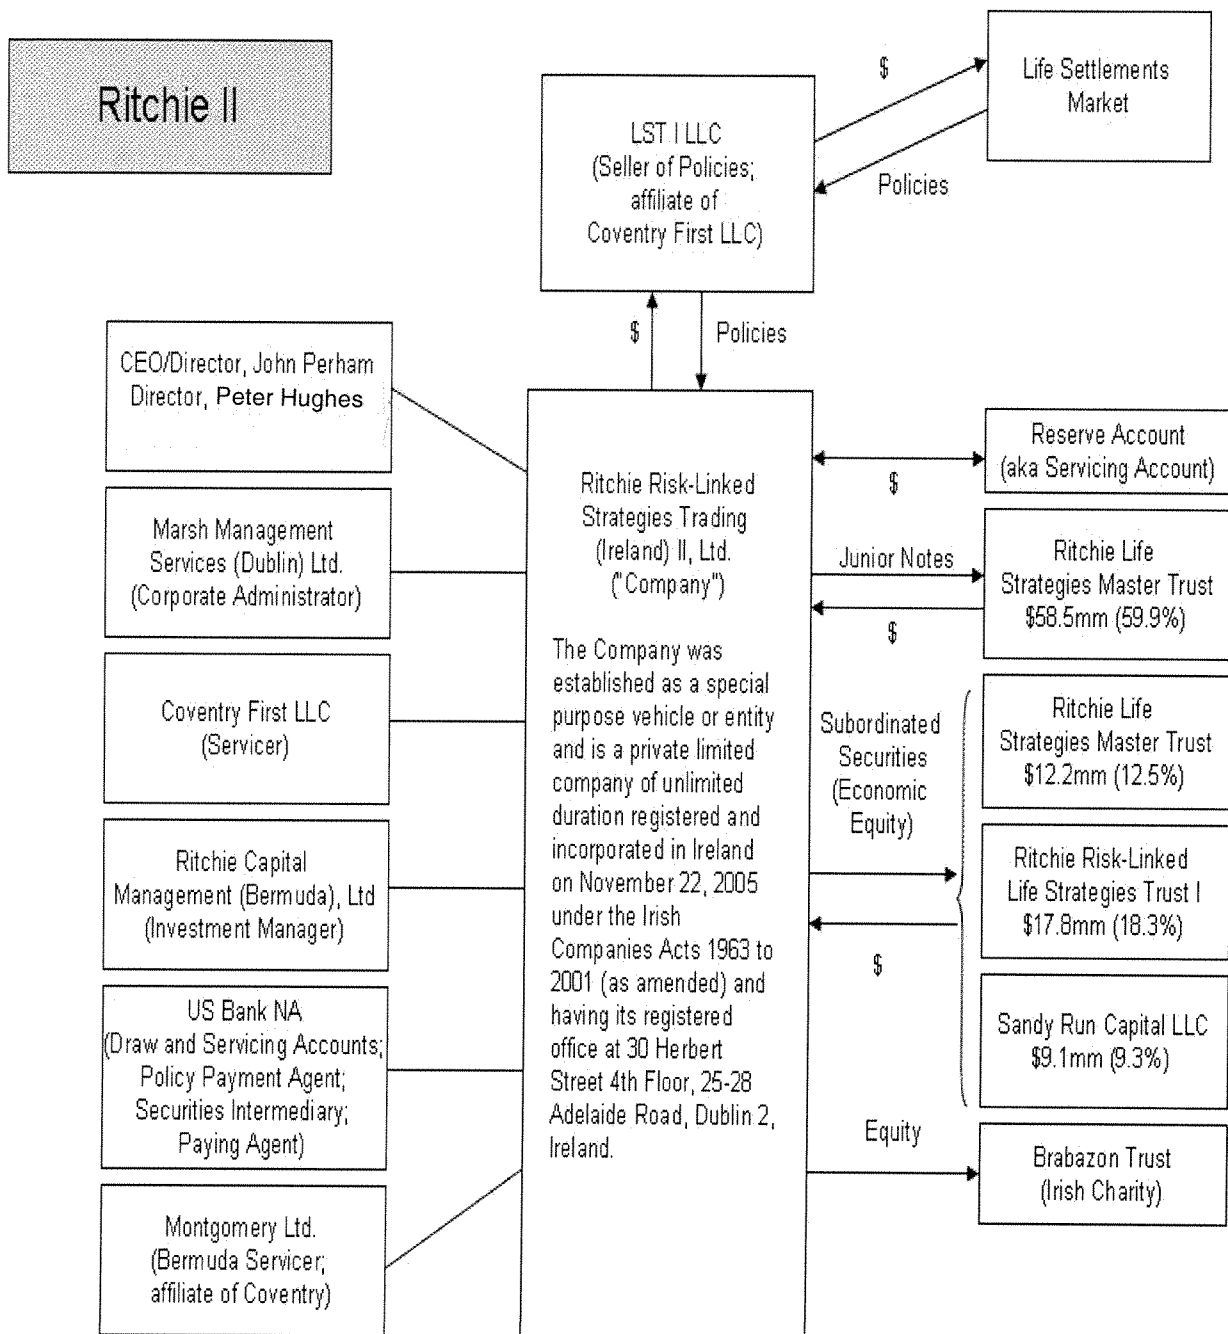 Ritchie II
LST I LLC
(Seller of Policies;
affiliate of
Coventry First LLC)
$
Life Settlements
Market
Policies
$
Policies
CEO/Director, John Perham
Director, Peter Hughes
Marsh Management
Services (Dublin) Ltd.
(Corporate Administrator)
Coventry First LLC
(Servicer)
Ritchie Capital
Management (Bermuda), Ltd
(Investment Manager)
US Bank NA
(Draw and Servicing Accounts;
Policy Payment Agent;
Securities Intermediary;
Paying Agent)
Montgomery Ltd.
(Bermuda Servicer;
affiliate of Coventry)
Ritchie Risk-Linked
Strategies Trading
(Ireland) II, Ltd.
("Company")
The Company was
established as a special
purpose vehicle or entity
and is a private limited
company of unlimited
duration registered and
incorporated in Ireland
on November 22, 2005
under the Irish
Companies Acts 1963 to
2001 (as amended) and
having its registered
office at 30 Herbert
Street 4th Floor, 25-28
Adelaide Road, Dublin 2,
Ireland.
$
Reserve Account
(aka Servicing Account)
Junior Notes
$
Ritchie Life
Strategies Master Trust
$58.5mm (59.9%)
Subordinated
Securities
(Economic
Equity)
$
Ritchie Life
Strategies Master Trust
$12.2mm (12.5%)
Ritchie Risk-Linked
Life Strategies Trust I
$17.8mm (18.3%)
Sandy Run Capital LLC
$9.1mm (9.3%)
Equity
Brabazon Trust
(Irish Charity)